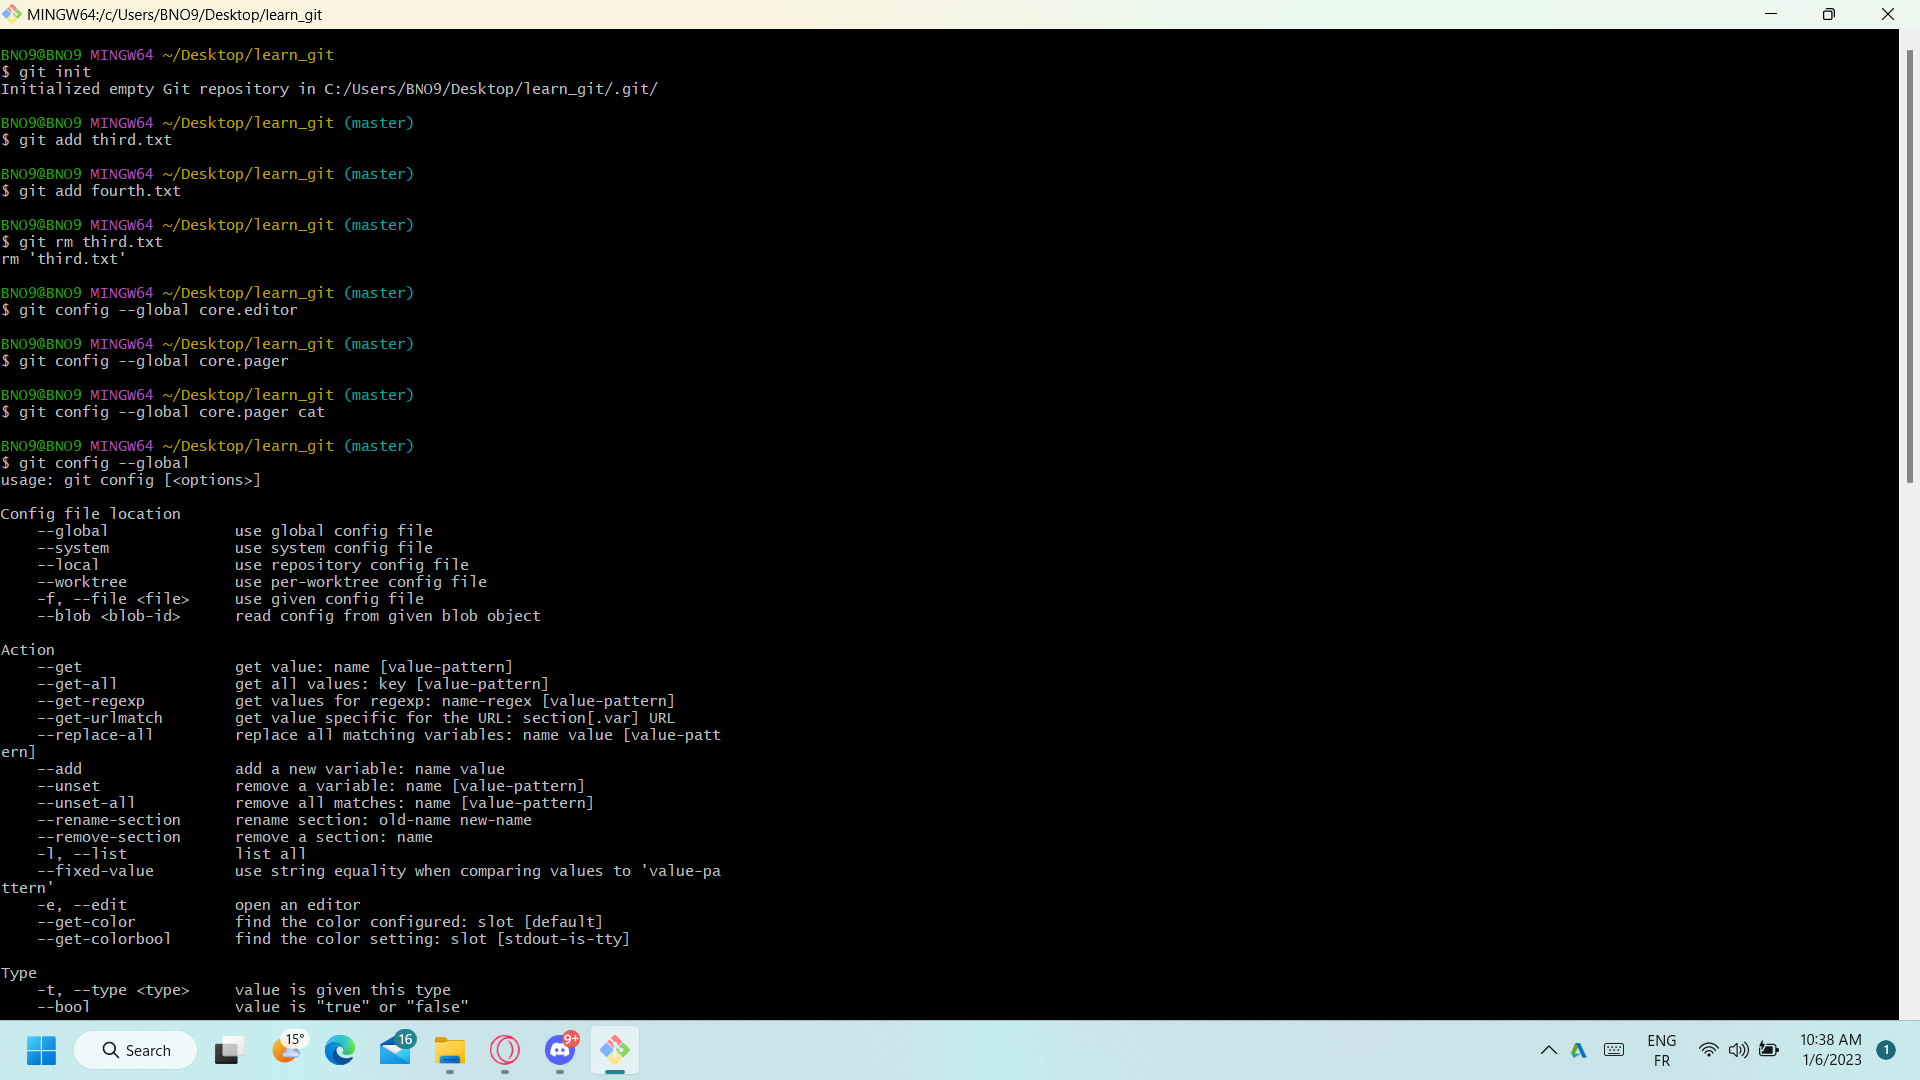 MINGW64:/c/Users/BNO9/Desktop/learn_git
BNO9@BNO9 MINGW64 ~/Desktop/learn_git
$ git init
Initialized empty Git repository in C:/Users/BNO9/Desktop/learn_git/.git/
BNO9@BNO9 MINGW64 ~/Desktop/learn_git (master)
$ git add third.txt
BNO9@BNO9 MINGW64 ~/Desktop/learn_git (master)
$ git add fourth.txt
BNO9@BNO9 MINGW64 ~/Desktop/learn_git (master)
$ git rm third.txt
rm 'third.txt'
BNO9@BNO9 MINGW64 ~/Desktop/learn_git (master)
$ git config --global core.editor
BNO9@BNO9 MINGW64 ~/Desktop/learn_git (master)
$ git config --global core.pager
BNO9@BNO9 MINGW64 ~/Desktop/learn_git (master)
$ git config --global core.pager cat
BNO9@BNO9 MINGW64 ~/Desktop/learn_git (master)
$ git config --global
usage: git config [<options>]
Config file location
    --global              use global config file
    --system              use system config file
    --local               use repository config file
    --worktree            use per-worktree config file
    -f, --file <file>     use given config file
    --blob <blob-id>      read config from given blob object
Action
    --get                 get value: name [value-pattern]
    --get-all             get all values: key [value-pattern]
    --get-regexp          get values for regexp: name-regex [value-pattern]
    --get-urlmatch        get value specific for the URL: section[.var] URL
    --replace-all         replace all matching variables: name value [value-patt
ern]
    --add                 add a new variable: name value
    --unset               remove a variable: name [value-pattern]
    --unset-all           remove all matches: name [value-pattern]
    --rename-section      rename section: old-name new-name
    --remove-section      remove a section: name
    -l, --list            list all
    --fixed-value         use string equality when comparing values to 'value-pa
ttern'
    -e, --edit            open an editor
    --get-color           find the color configured: slot [default]
    --get-colorbool       find the color setting: slot [stdout-is-tty]
Type
    -t, --type <type>     value is given this type
    --bool                value is "true" or "false"
Search
15°
16
9+
ENG
FR
10:38 AM
1/6/2023
1